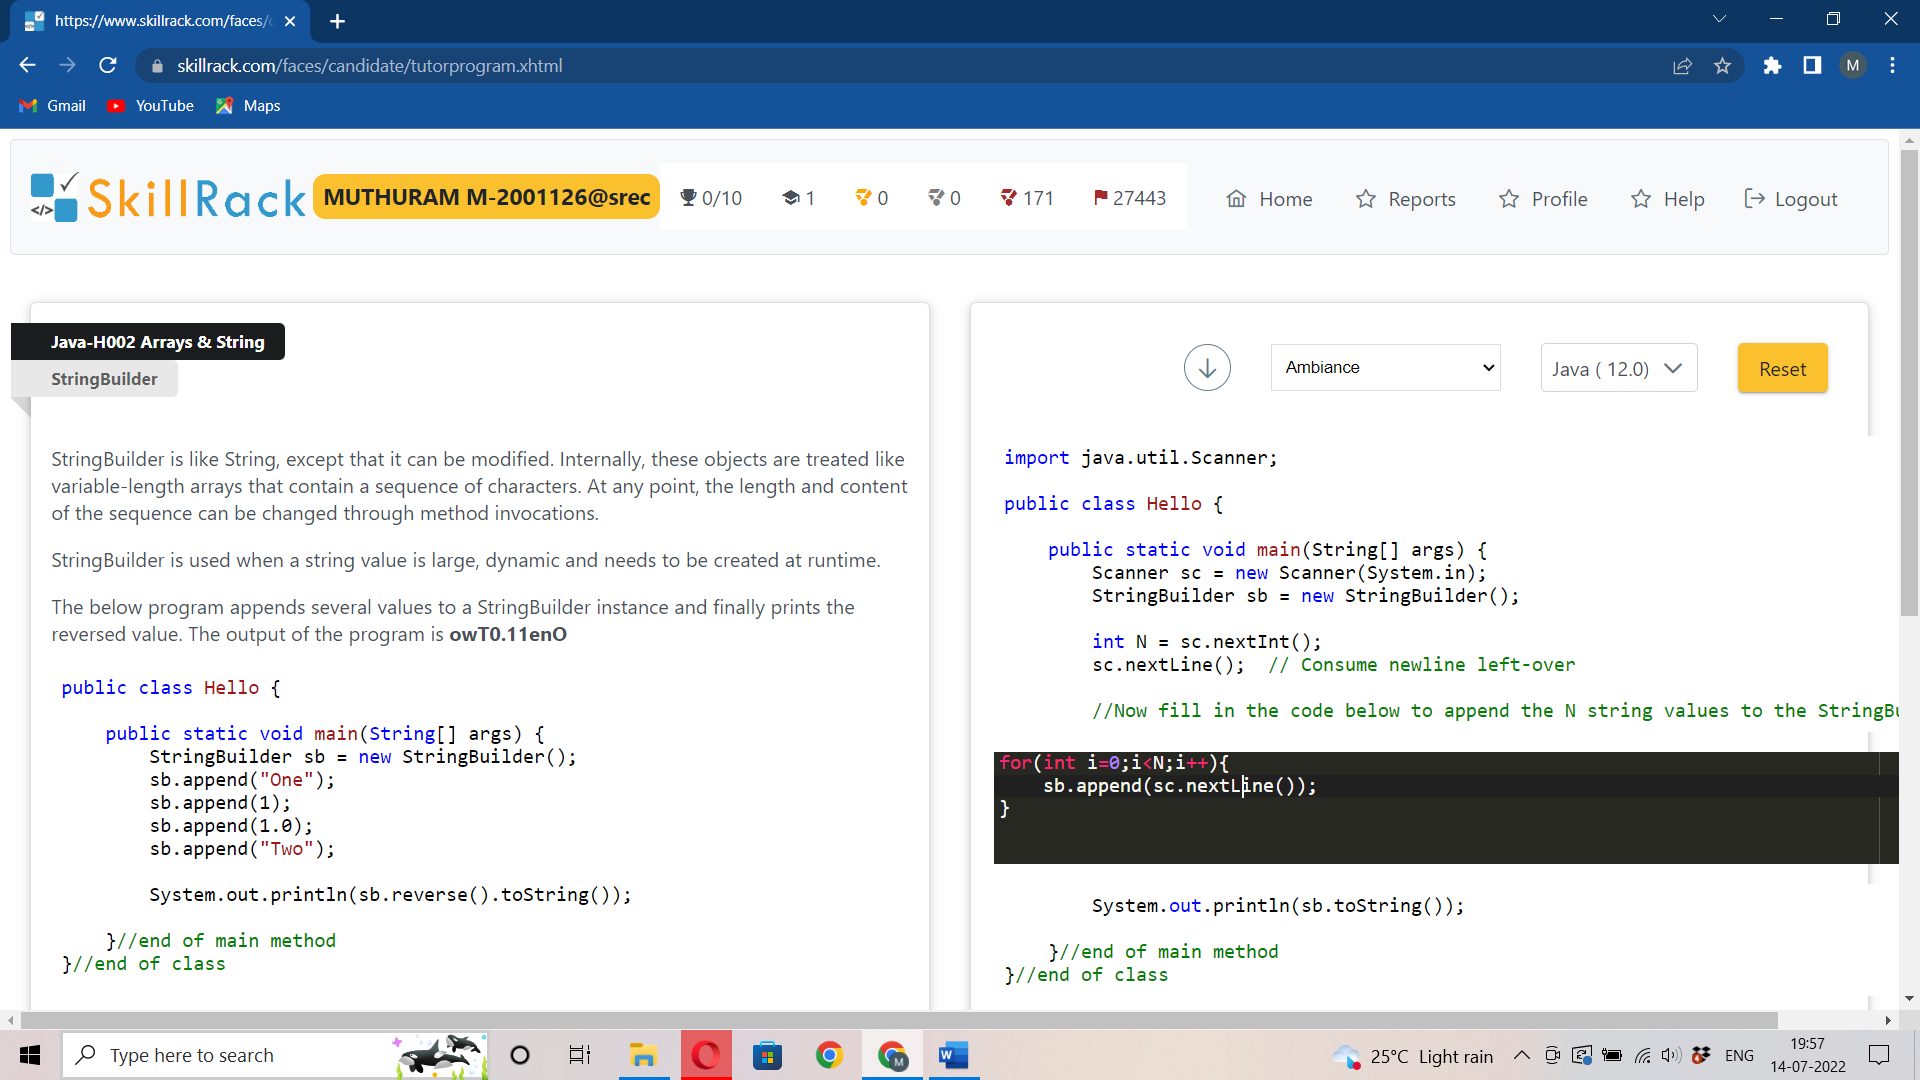 https://www.skillrack.com/faces/c
skillrack.com/faces/candidate/tutorprogram.xhtml
M
Gmail
YouTube
Maps
SkillRack
MUTHURAM M-2001126@srec
0/10
1
0
0
171
27443
Home
Reports
Profile
Help
Logout
Java-H002 Arrays & String
StringBuilder
StringBuilder is like String, except that it can be modified. Internally, these objects are treated like
variable-length arrays that contain a sequence of characters. At any point, the length and content
of the sequence can be changed through method invocations.
StringBuilder is used when a string value is large, dynamic and needs to be created at runtime.
The below program appends several values to a StringBuilder instance and finally prints the
reversed value. The output of the program is owT0.11enO
public class Hello {
public static void main(String[] args) {
StringBuilder sb = new StringBuilder();
sb.append("One");
sb.append(1);
sb.append(1.0);
sb.append("Two");
System.out.println(sb.reverse().toString());
}//end of main method
}//end of class
Ambiance
Java ( 12.0)
Reset
import java.util.Scanner;
public class Hello {
public static void main(String[] args) {
Scanner sc = new Scanner(System.in);
StringBuilder sb = new StringBuilder();
int N = sc.nextInt();
sc.nextLine();  // Consume newline left-over
//Now fill in the code below to append the N string values to the StringBu
for(int i=0;i<N;i++){
sb.append(sc.nextLine());
}
System.out.println(sb.toString());
}//end of main method
}//end of class
Type here to search
25°C Light rain
ENG
19:57
14-07-2022